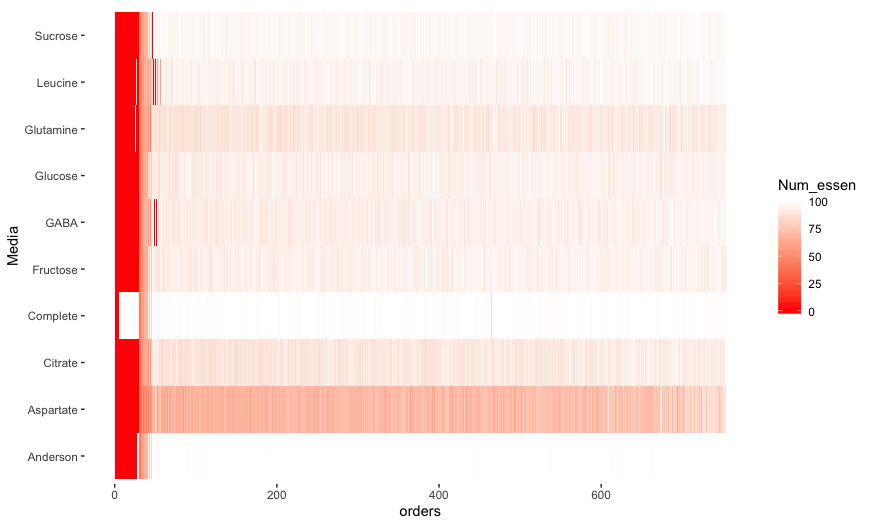 Sucrose
Leucine
Glutamine
Glucose
GABA
Fructose
Complete
Citrate
Aspartate
Anderson
Media
0 200 400 600
orders
Num_essen
100
75
50
25
0